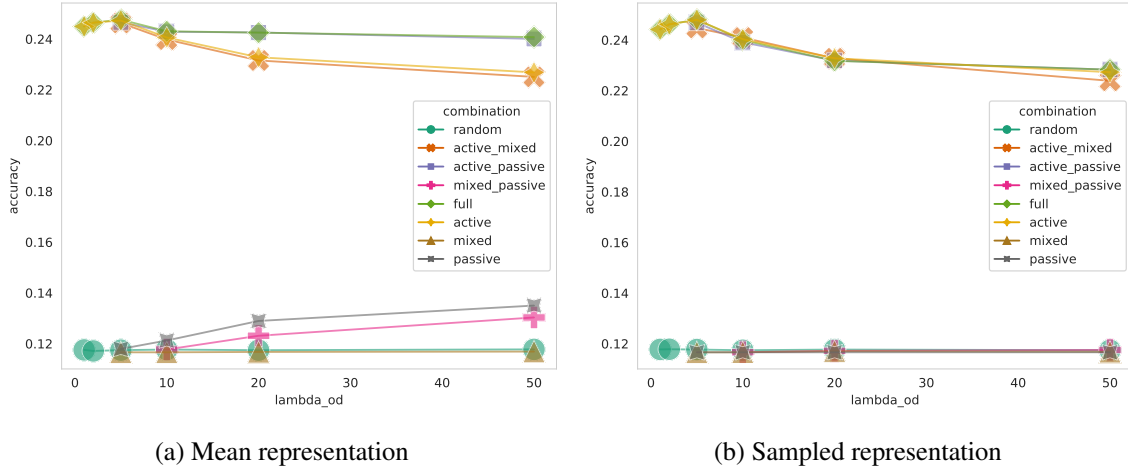 0.24
0.22
0.20
0.18
0.16
0.14
0.12
accuracy
0 10 20 30 40 50
lambda_od
combination
random
active_mixed
active_passive
mixed_passive
full
active
mixed
passive
(a) Mean representation
0.24
0.22
0.20
0.18
0.16
0.14
0.12
accuracy
0 10 20 30 40 50
lambda_od
combination
random
active_mixed
active_passive
mixed_passive
full
active
mixed
passive
(b) Sampled representation